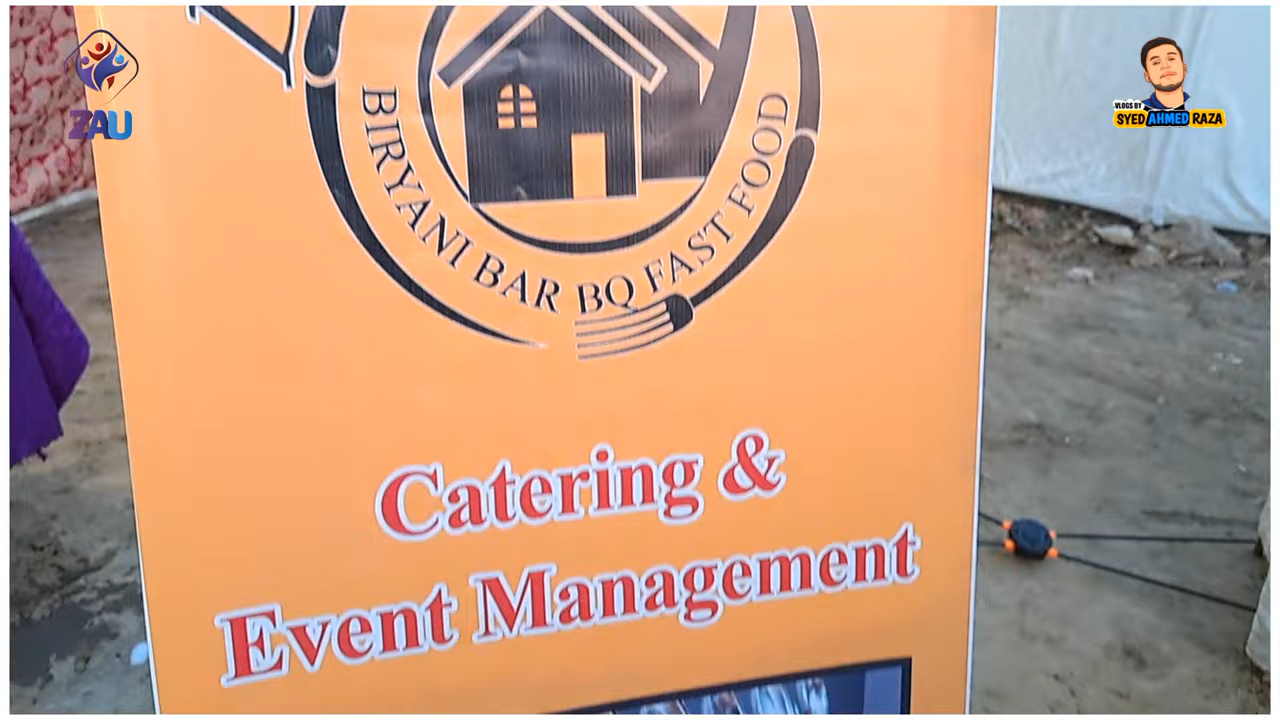 ZAU
VLOGS BY
SYED AHMED RAZA
BIRYANI BAR BQ FAST FOOD
Catering &
Event Management